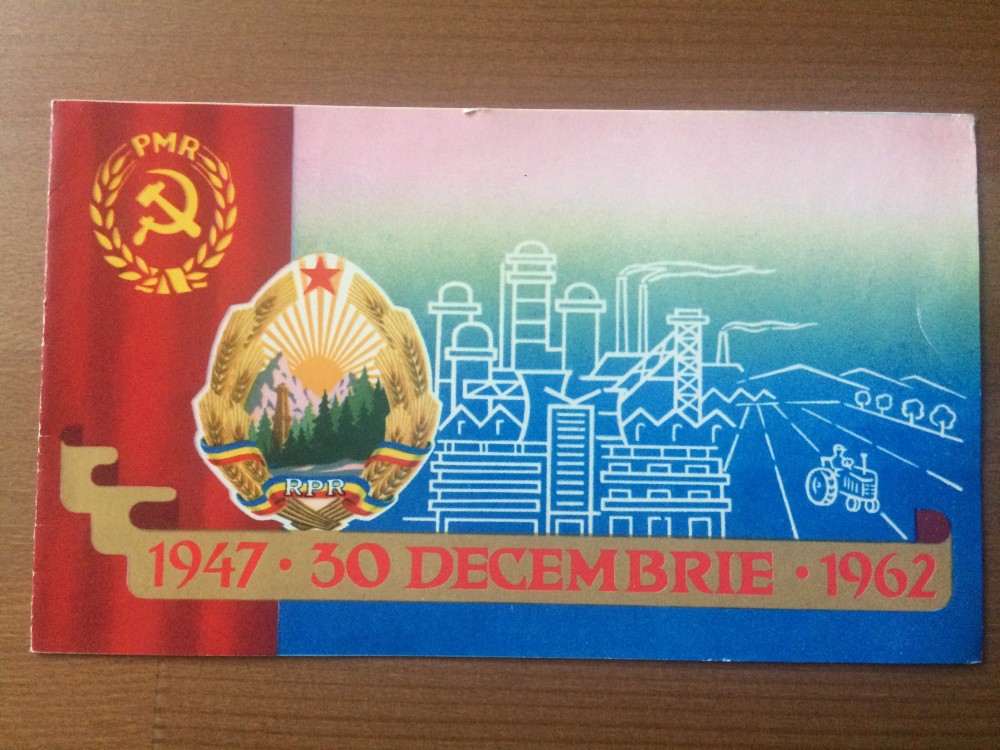 PMR
RPR
1947 • 30 DECEMBRIE • 1962